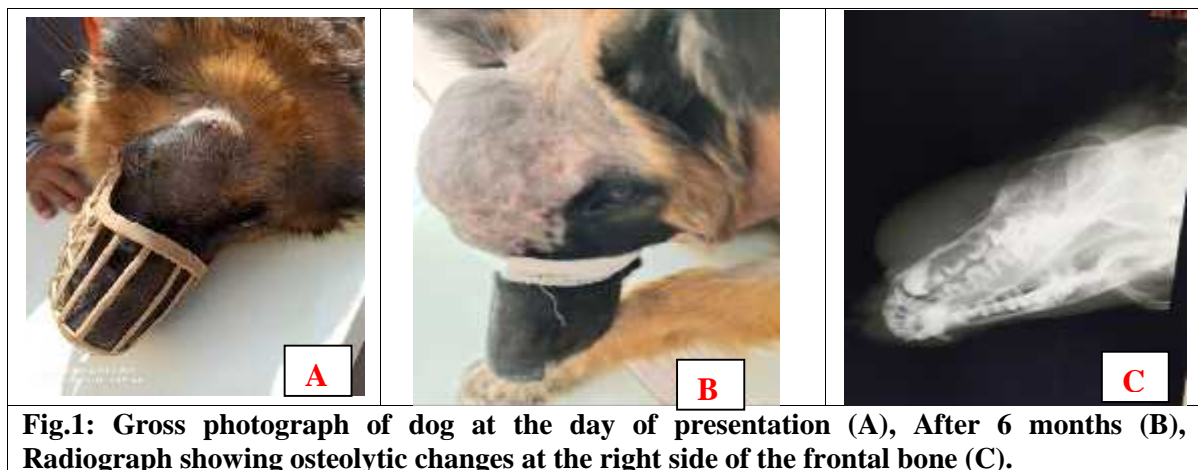 A
B
C
Fig.1: Gross photograph of dog at the day of presentation (A), After 6 months (B),
Radiograph showing osteolytic changes at the right side of the frontal bone (C).